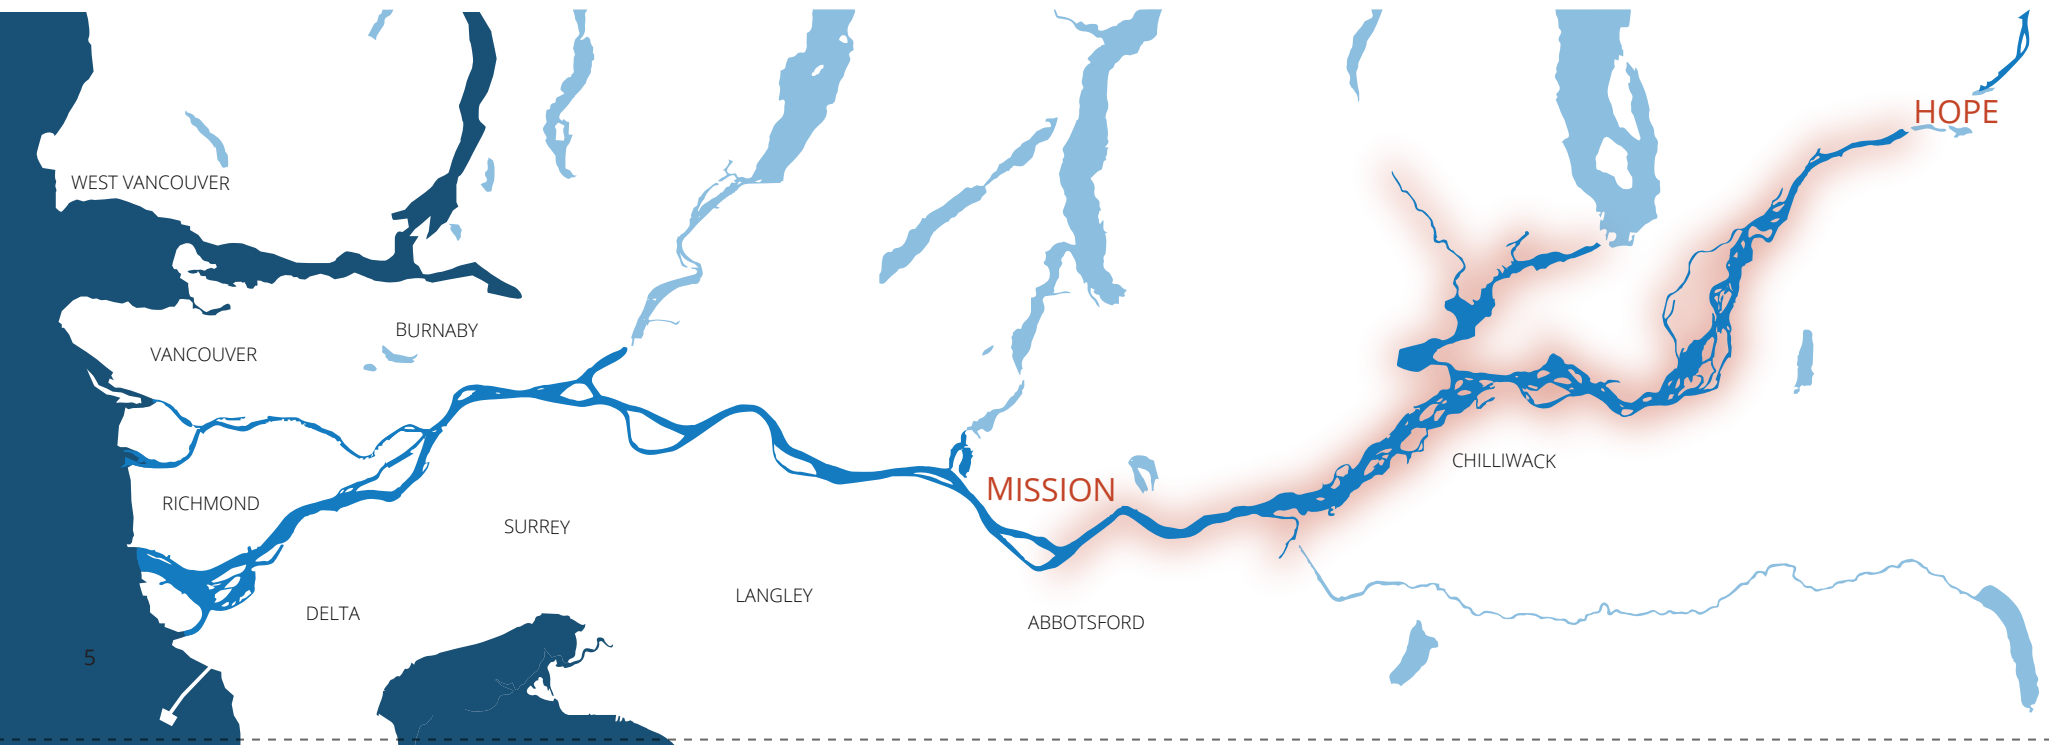 HOPE
WEST VANCOUVER
BURNABY
VANCOUVER
CHILLIWACK
MISSION
RICHMOND
SURREY
LANGLEY
DELTA
ABBOTSFORD
5